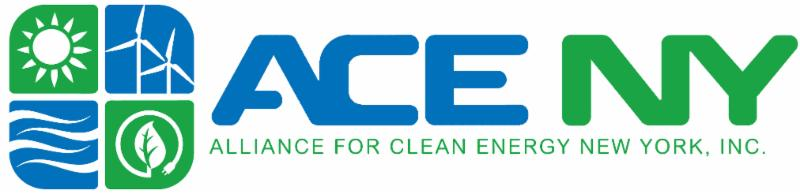 ACE NY
ALLIANCE FOR CLEAN ENERGY NEW YORK, INC.